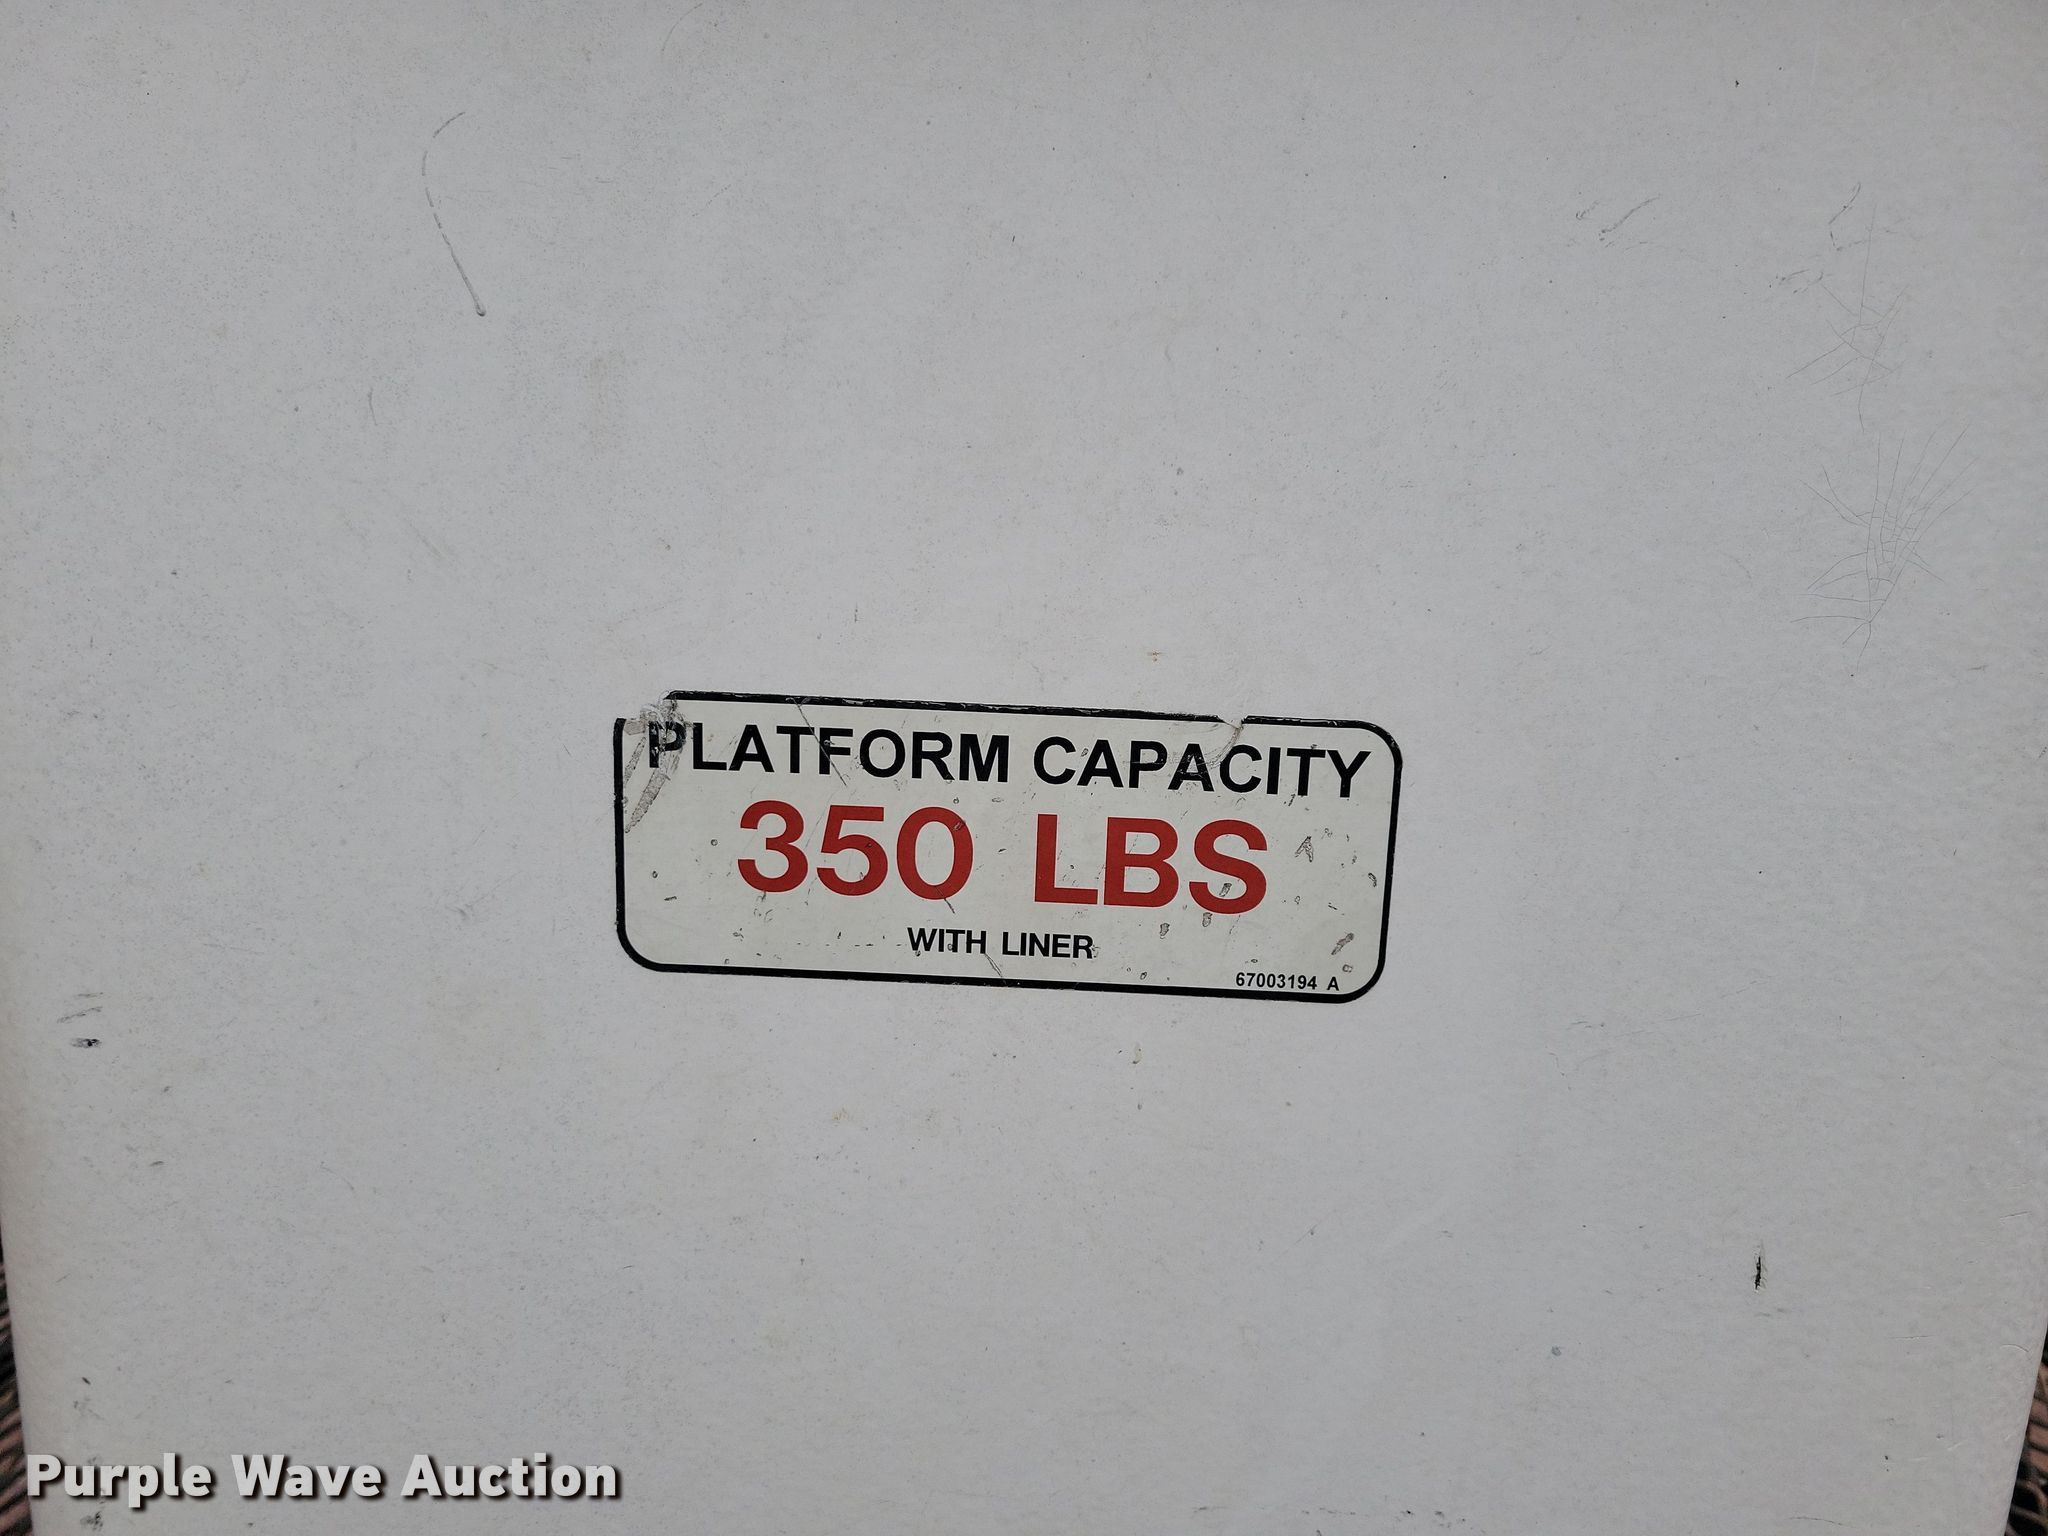 PLATFORM CAPACITY
350 LBS
WITH LINER
67003194 A
Purple Wave Auction